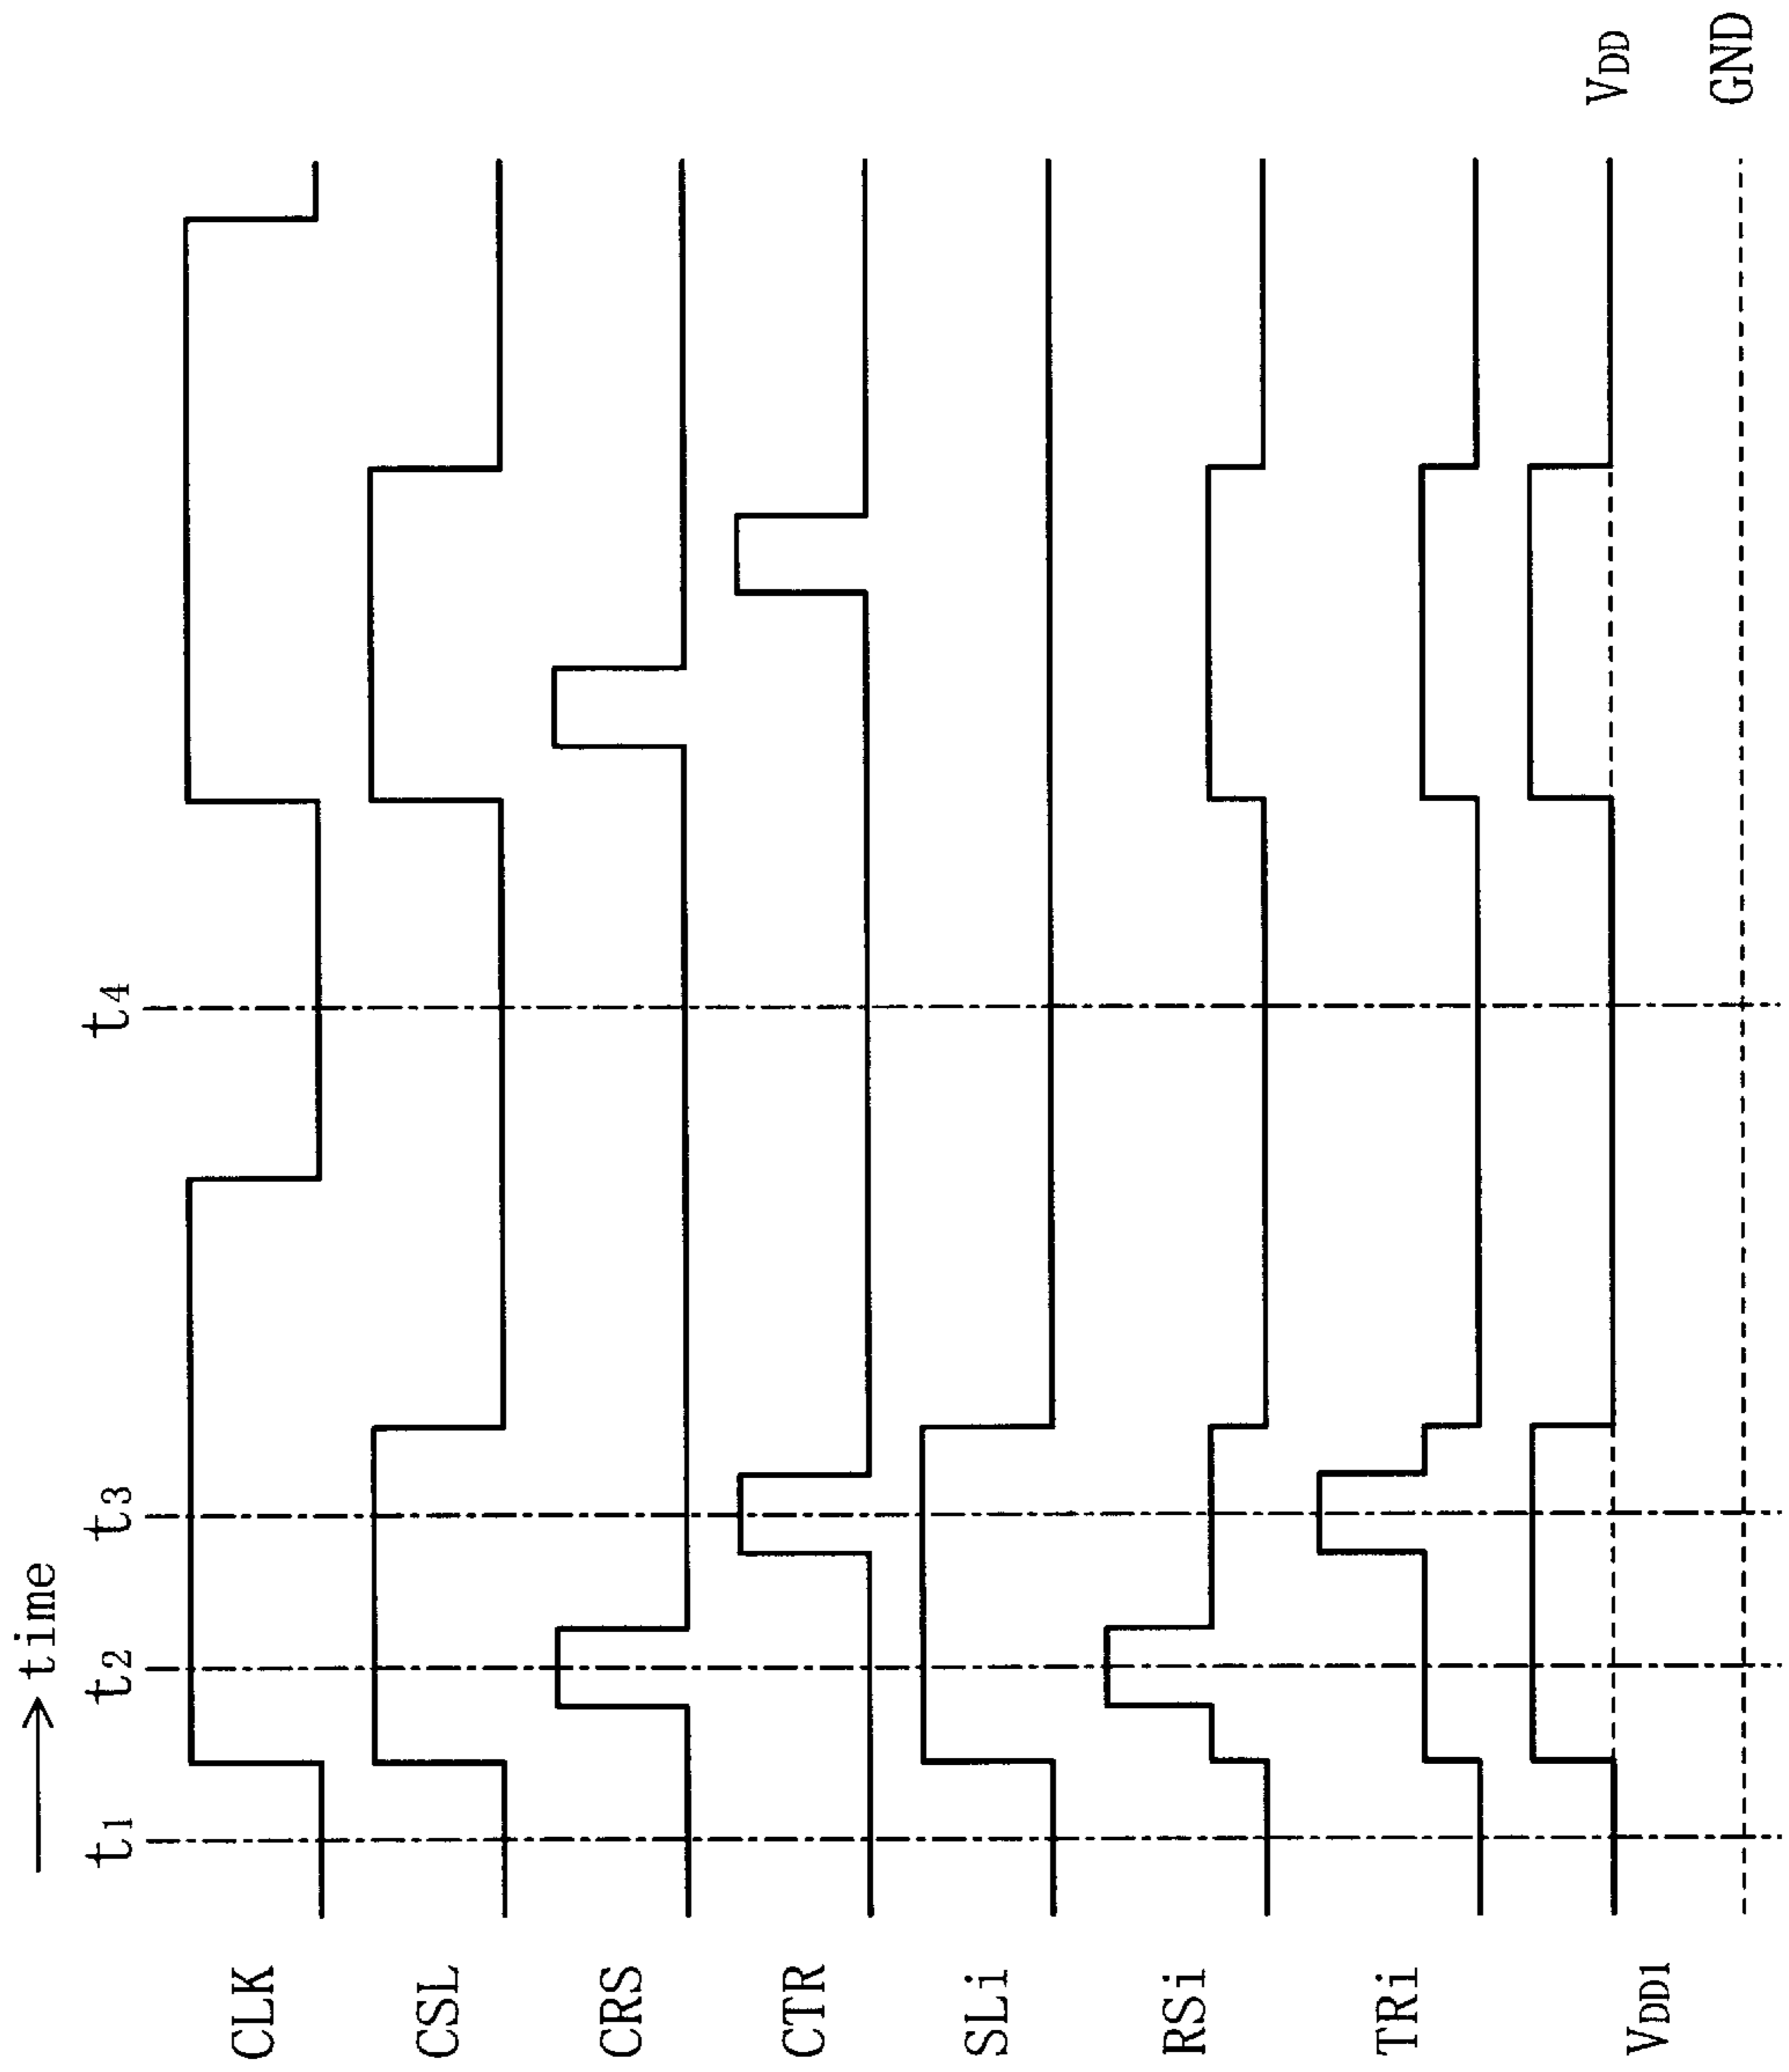 time
t1 t2 t3 t4
CLK
CSL
CRS
CTR
SLi
RSi
TRi
VDD1 VDD
GND